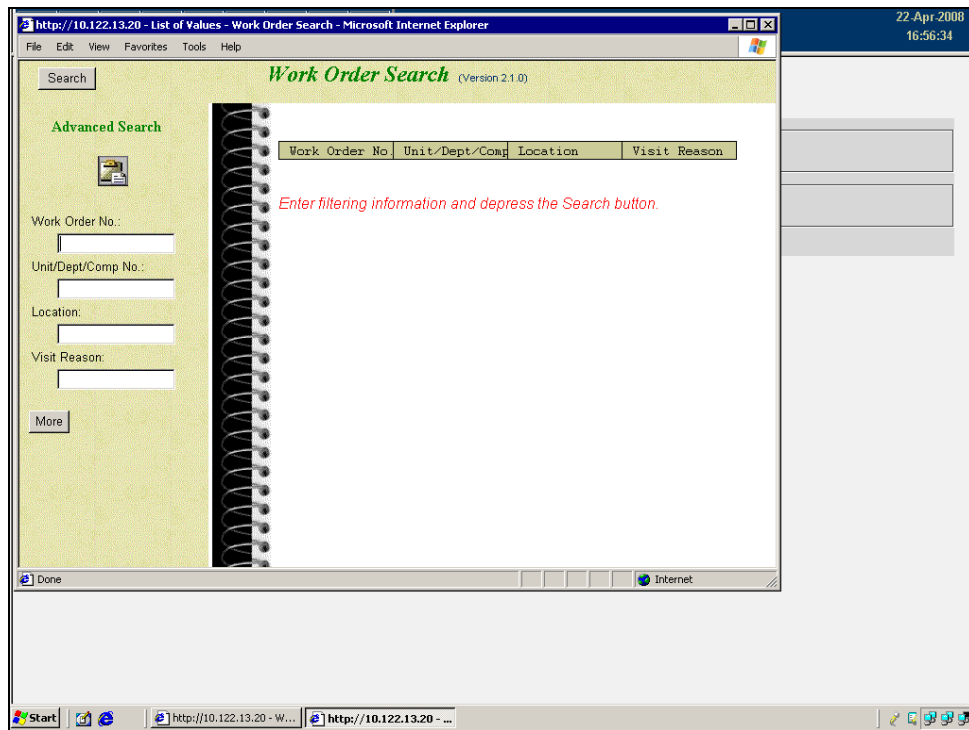 http://10.122.13.20 - List of Values - Work Order Search - Microsoft Internet Explorer
22-Apr-2008
16:56:34
File Edit View Favorites Tools Help
Search
Work Order Search (Version 2.1.0)
Advanced Search
Work Order No. Unit/Dept/Comp Location Visit Reason
Enter filtering information and depress the Search button.
Work Order No.:
Unit/Dept/Comp No.:
Location:
Visit Reason:
More
Done
Internet
Start
http://10.122.13.20 - W...
http://10.122.13.20 - ...